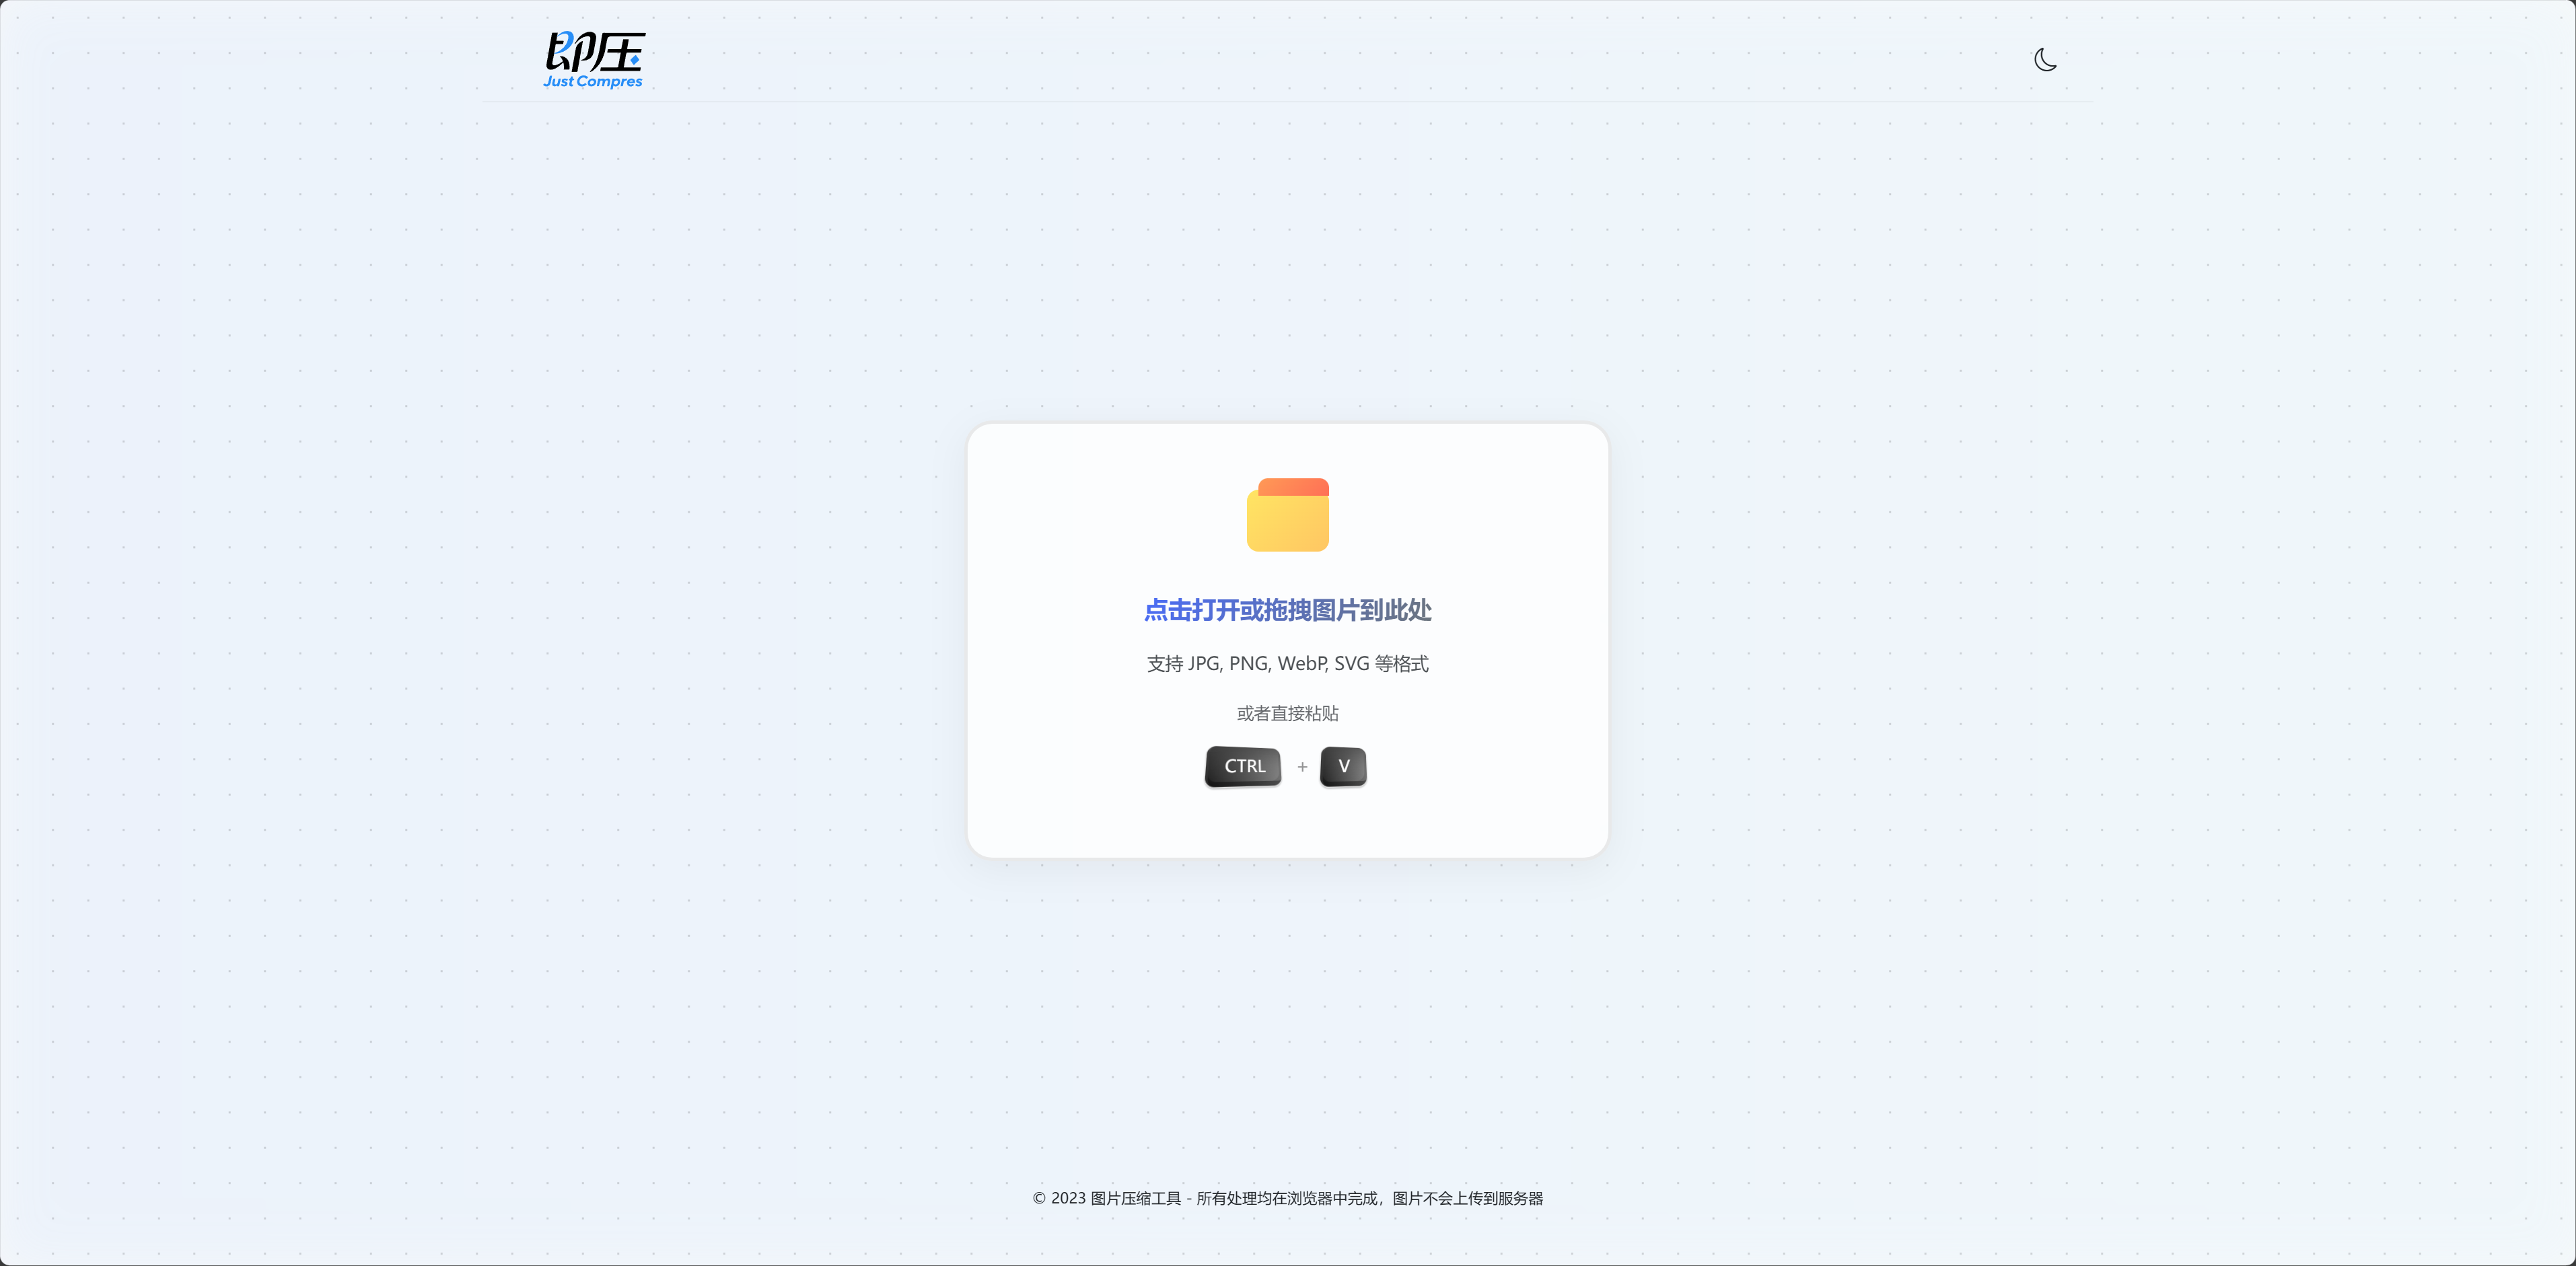 即压
Just Compres
点击打开或拖拽图片到此处
支持 JPG, PNG, WebP, SVG 等格式
或者直接粘贴
CTRL + V
© 2023 图片压缩工具 - 所有处理均在浏览器中完成，图片不会上传到服务器